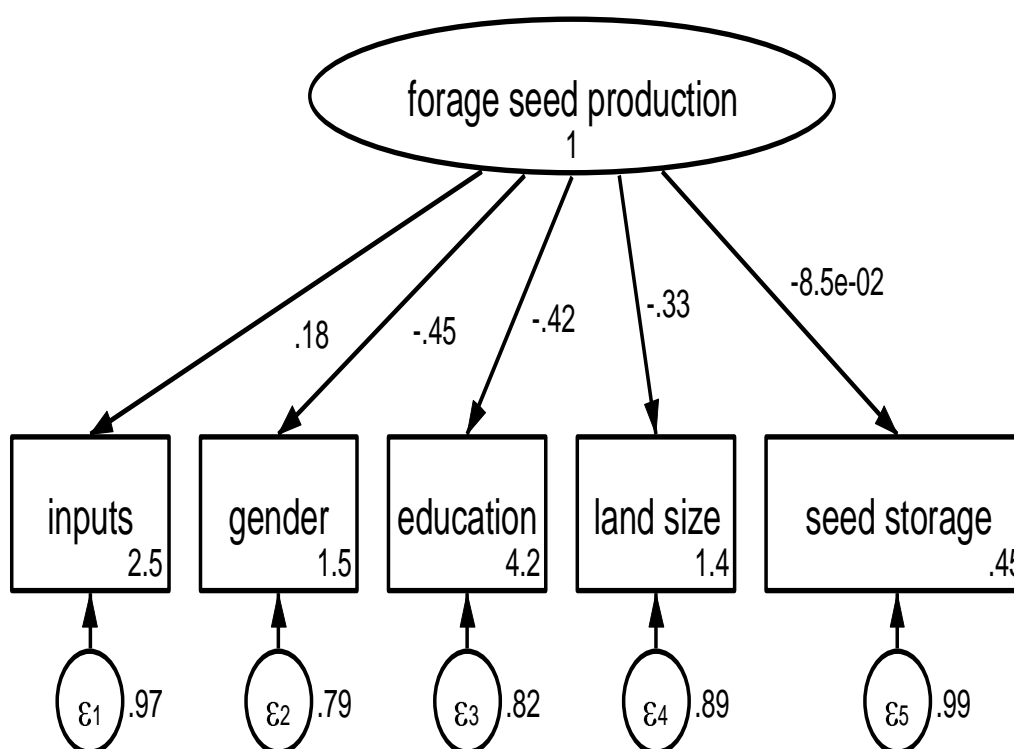 forage seed production
1
.18
-.45
-.42
-.33
-8.5e-02
inputs
2.5
gender
1.5
education
4.2
land size
1.4
seed storage
.45
ε1 .97
ε2 .79
ε3 .82
ε4 .89
ε5 .99